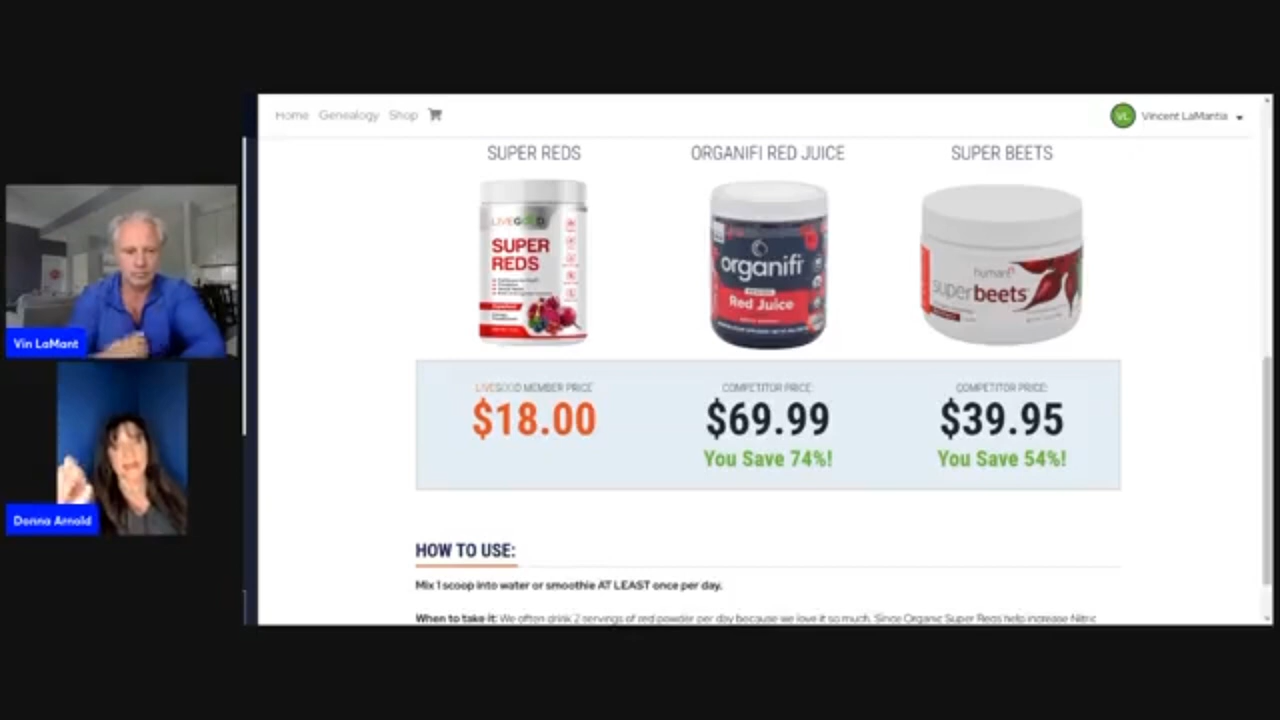 Home Genealogy Shop
VL Vincent LaMantia
SUPER REDS ORGANIFI RED JUICE SUPER BEETS
LIVEGOOD
SUPER
REDS
organifi
Red Juice
human
superbeets
LIVEGOOD MEMBER PRICE COMPETITOR PRICE: COMPETITOR PRICE:
$18.00 $69.99 $39.95
You Save 74%! You Save 54%!
HOW TO USE:
Mix 1 scoop into water or smoothie AT LEAST once per day.
When to take it: We often drink 2 servings of red powder per day because we love it so much. Since Organic Super Reds help increase Nitric
Vin LaMant
Donna Arnold